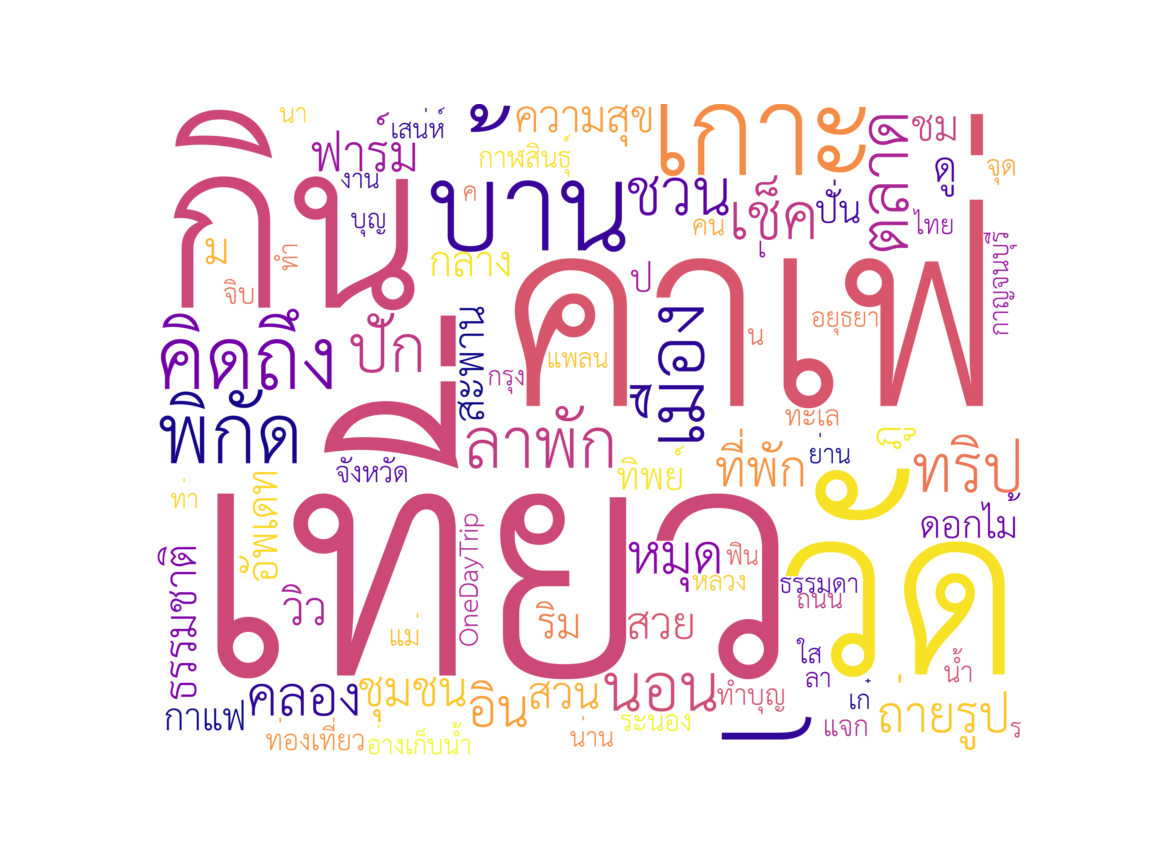 นา
เสน่ห์
ความสุข
เกาะ
ตลาด
ชม
ฟาร์ม
กาฬสินธุ์
ดู
จุด
กิน
งาน
บุญ
บ้าน
ค
ชวน
เช็ค
ปั่น
ไทย
คน
เ
ม
ทำ
จิบ
กลาง
ป
คาเฟ่
กาญจนบุรี
คิดถึง
ปัก
สะพาน
กรุง
แพลน
เมือง
น
อยุธยา
พิกัด
เที่ยว
ลาพัก
ทะเล
ย่าน
จังหวัด
ทิพย์
ที่พัก
ทริป
ท่า
อัพเดท
วัด
ดอกไม้
OneDayTrip
หมุด
ฟิน
หลวง
ธรรมดา
ถนน
ธรรมชาติ
วิว
แม่
ริม
สวย
ใส
ลา
น้ำ
กาแฟ
คลอง
ชุมชน
อิน
สวน
นอน
ทำบุญ
เก๋
ถ่ายรูป
ระนอง
แจก
ร
ท่องเที่ยว
อ่างเก็บน้ำ
น่าน